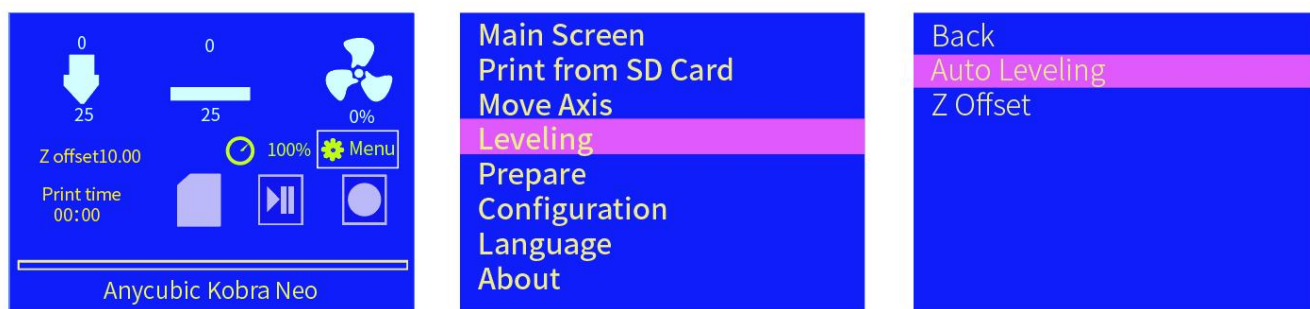 0 0
25 25 0%
Z offset10.00 100% Menu
Print time
00:00
Anycubic Kobra Neo
Main Screen
Print from SD Card
Move Axis
Leveling
Prepare
Configuration
Language
About
Back
Auto Leveling
Z Offset